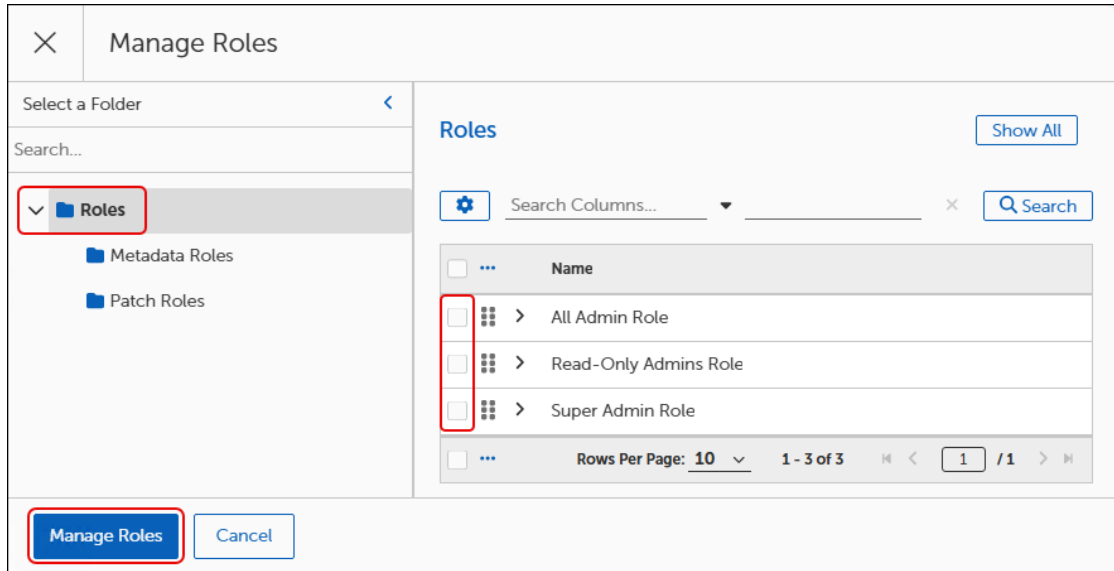 Manage Roles
Select a Folder
Search...
Roles
Metadata Roles
Patch Roles
Roles
Show All
Search Columns...
Search
Name
All Admin Role
Read-Only Admins Role
Super Admin Role
Rows Per Page: 10 1 - 3 of 3 1 / 1
Manage Roles Cancel